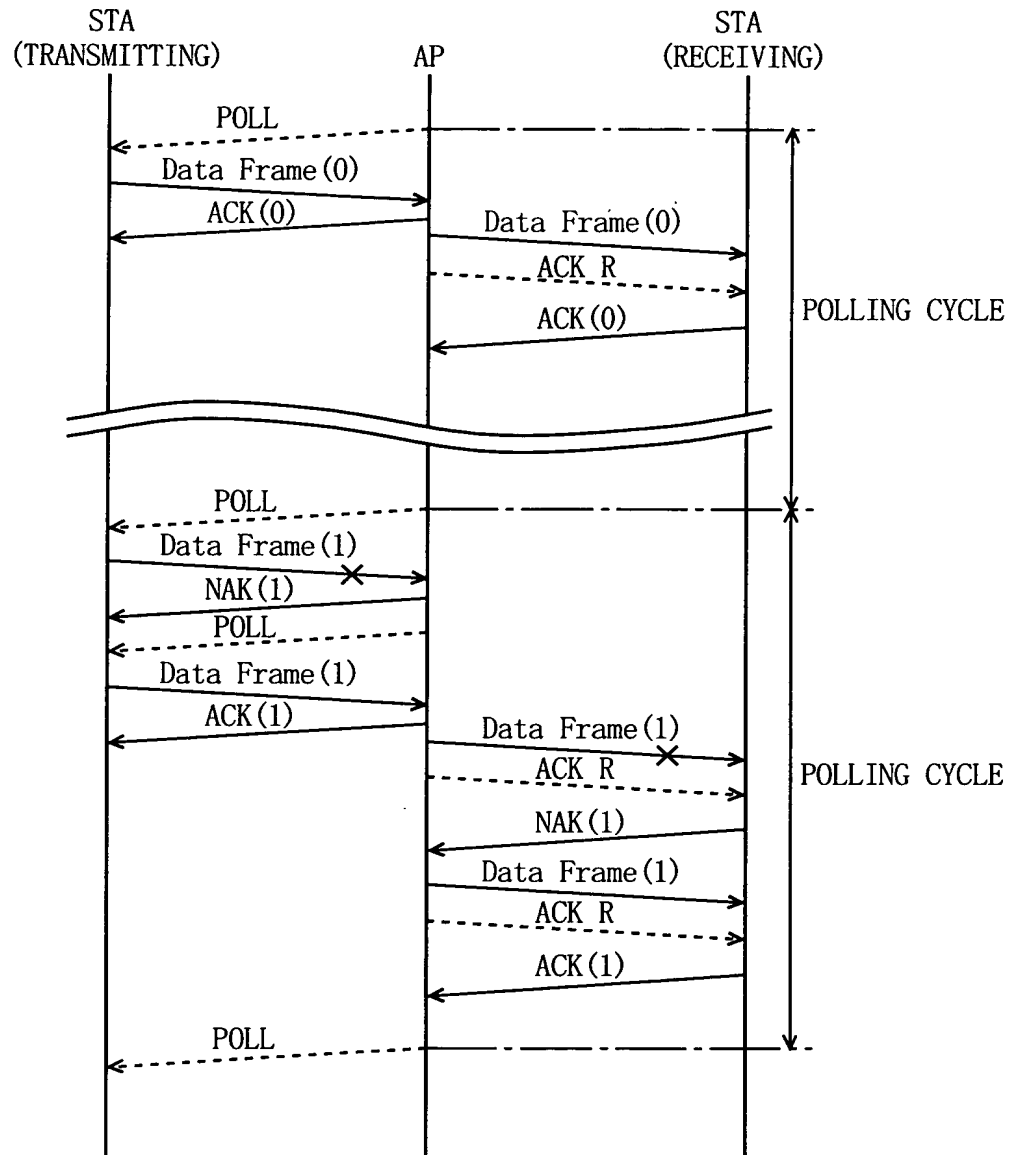 STA
(TRANSMITTING)
AP
STA
(RECEIVING)
POLL
Data Frame(0)
ACK(0)
Data Frame(0)
ACK R
ACK(0)
POLLING CYCLE
POLL
Data Frame(1)
NAK(1)
POLL
Data Frame(1)
ACK(1)
Data Frame(1)
ACK R
POLLING CYCLE
NAK(1)
Data Frame(1)
ACK R
ACK(1)
POLL